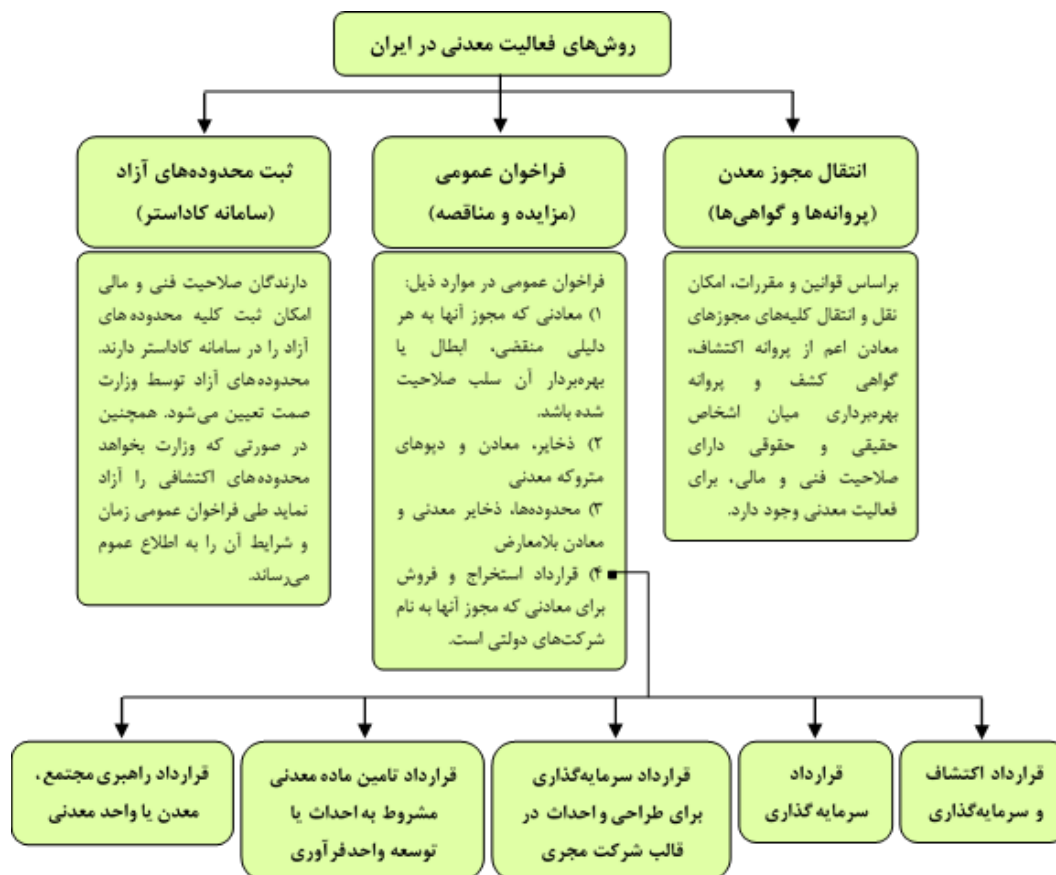 روش‌های فعالیت معدنی در ایران
انتقال مجوز معدن
(پروانه‌ها و گواهی‌ها)
براساس قوانین و مقررات، امکان
نقل و انتقال کلیه‌های مجوزهای
معادن اعم از پروانه اکتشاف،
گواهی کشف و پروانه
بهره‌برداری میان اشخاص
حقیقی و حقوقی دارای
صلاحیت فنی و مالی، برای
فعالیت معدنی وجود دارد.
فراخوان عمومی
(مزایده و مناقصه)
فراخوان عمومی در موارد ذیل:
۱) معادنی که مجوز آنها به هر
دلیلی منقضی، ابطال یا
بهره‌بردار آن سلب صلاحیت
شده باشد.
۲) ذخایر، معادن و دپوهای
متروکه معدنی
۳) محدوده‌ها، ذخایر معدنی و
معادن بلامعارض
۴) قرارداد استخراج و فروش
برای معادنی که مجوز آنها به نام
شرکت‌های دولتی است.
ثبت محدوده‌های آزاد
(سامانه کاداستر)
دارندگان صلاحیت فنی و مالی
امکان ثبت کلیه محدوده‌های
آزاد را در سامانه کاداستر دارند.
محدوده‌های آزاد توسط وزارت
صمت تعیین می‌شود. همچنین
در صورتی که وزارت بخواهد
محدوده‌های اکتشافی را آزاد
نماید طی فراخوان عمومی زمان
و شرایط آن را به اطلاع عموم
می‌رساند.
قرارداد اکتشاف
و سرمایه‌گذاری
قرارداد
سرمایه گذاری
قرارداد سرمایه‌گذاری
برای طراحی و احداث در
قالب شرکت مجری
قرارداد تامین ماده معدنی
مشروط به احداث یا
توسعه واحدفرآوری
قرارداد راهبری مجتمع،
معدن یا واحد معدنی